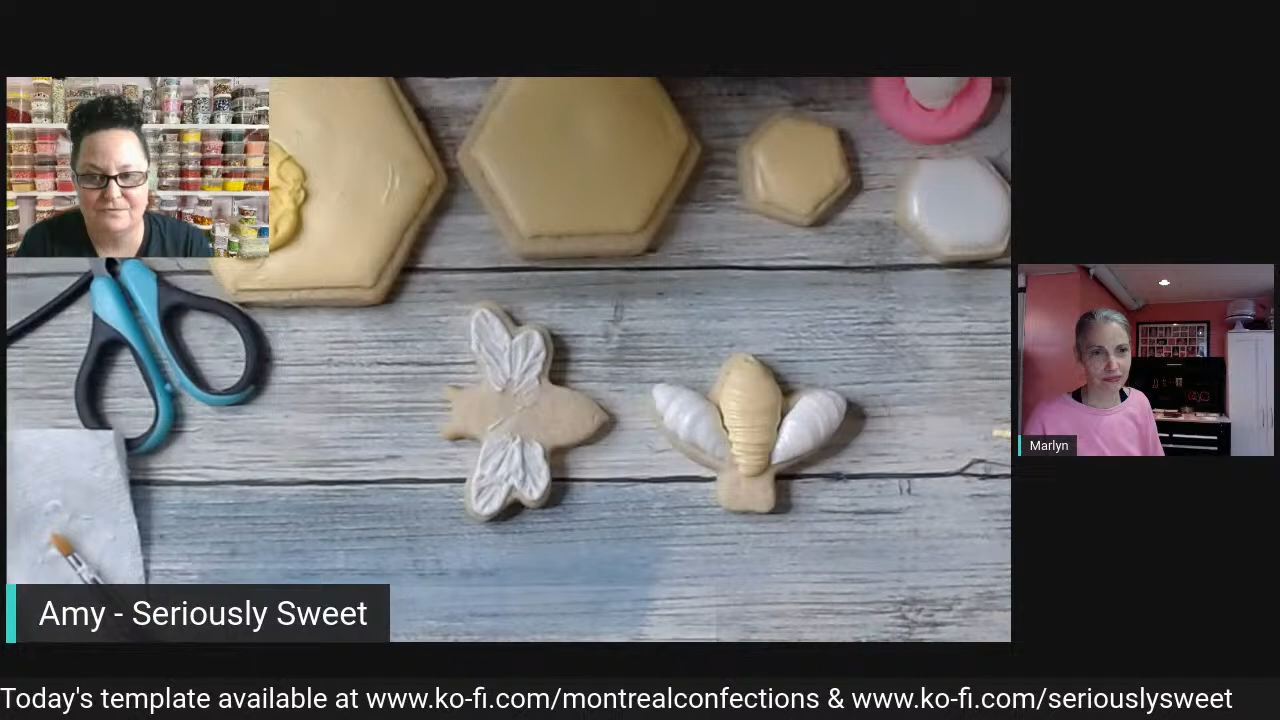 Marlyn
Amy - Seriously Sweet
Today's template available at www.ko-fi.com/montrealconfections & www.ko-fi.com/seriouslysweet